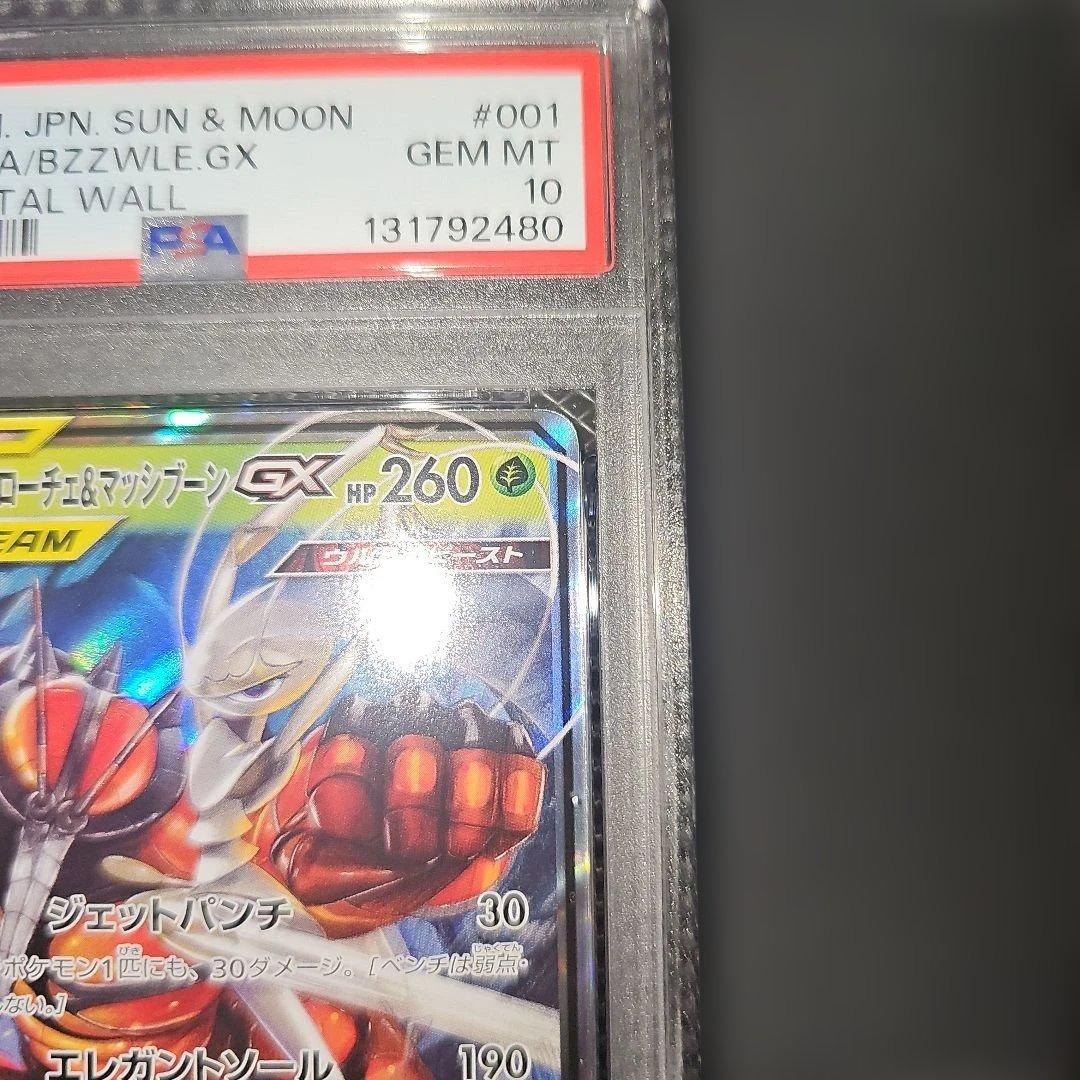 JPN. SUN & MOON #001
A/BZZWLE.GX GEM MT
TAL WALL 10
PSA 131792480
ローチェ&マッシブーン GX HP 260
EAM
ジェットパンチ 30
ポケモン1匹にも、30ダメージ。[ベンチは弱点・
ない。]
エレガントソール 190